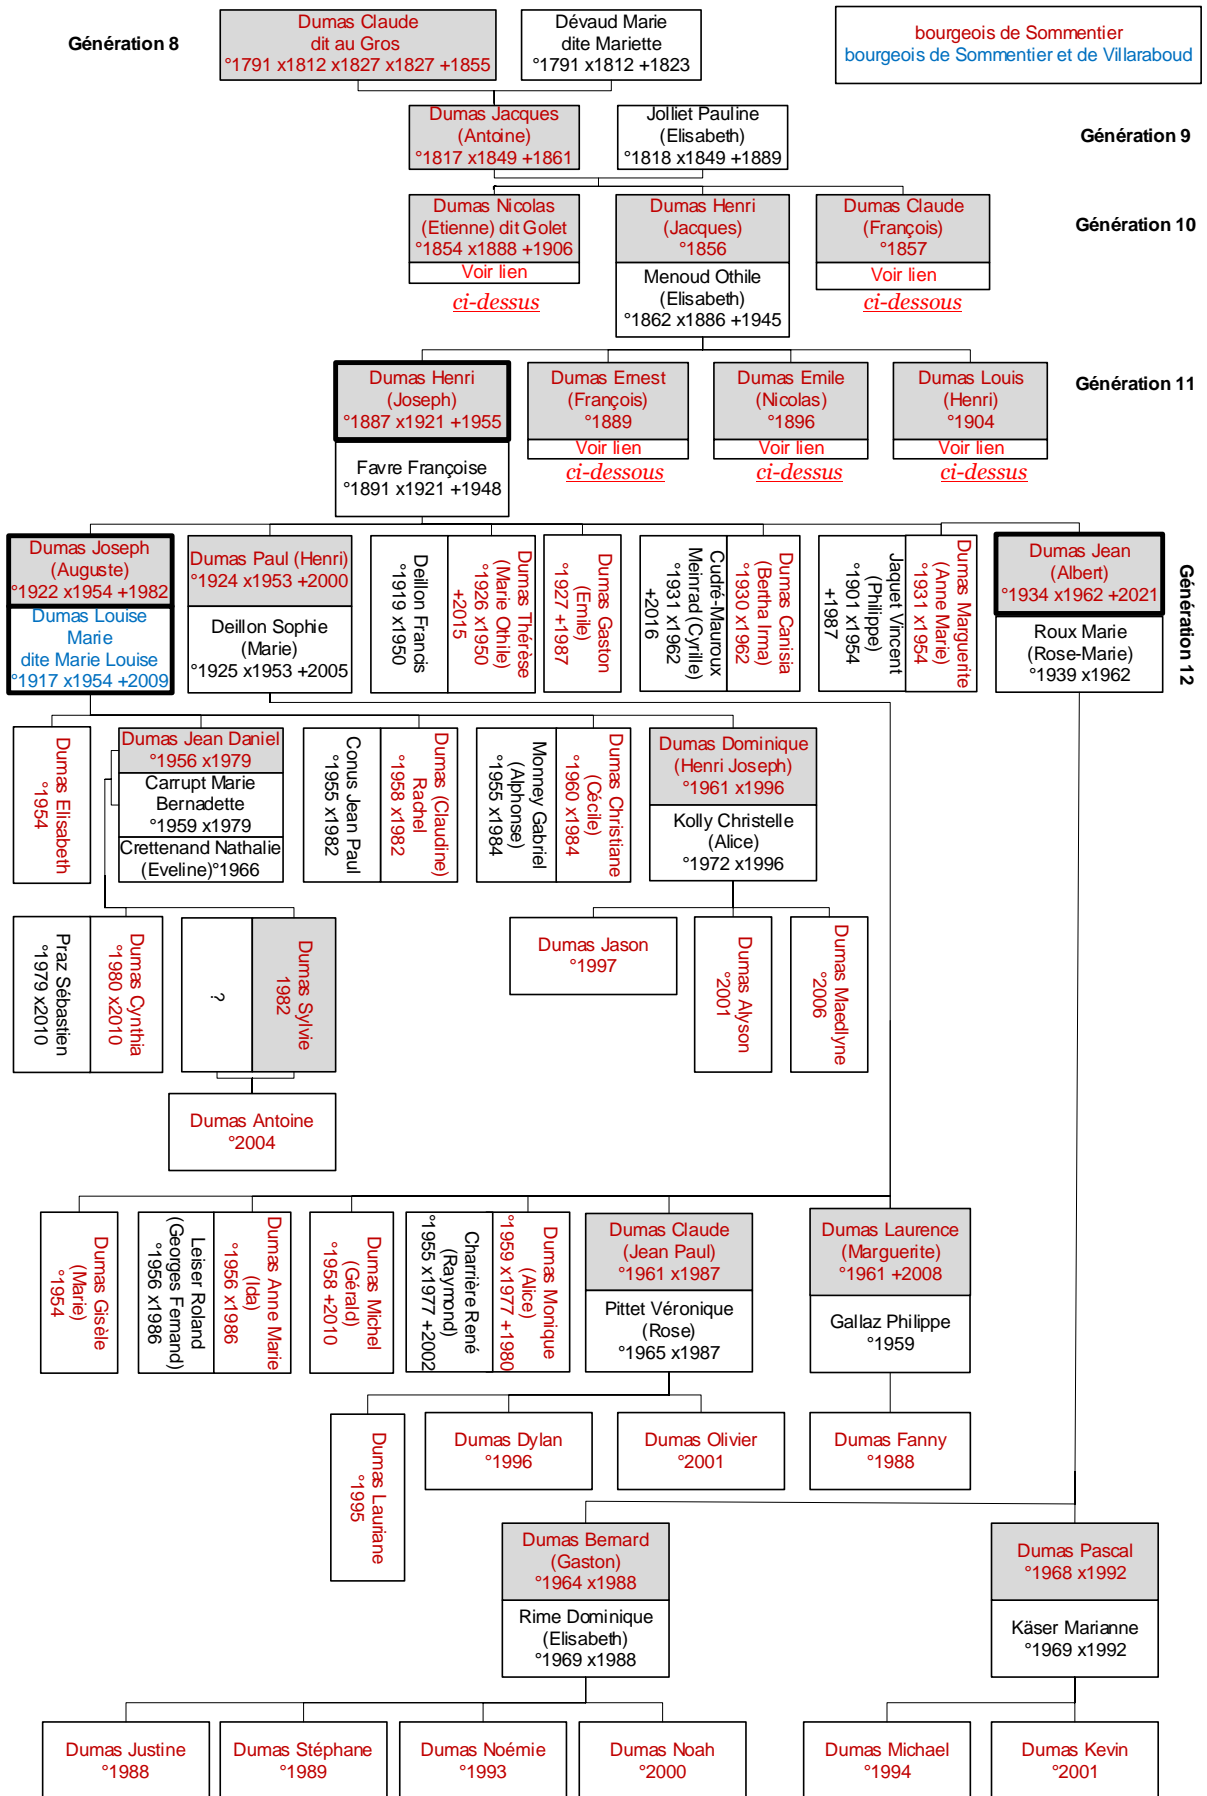 Génération 8
Dumas Claude
dit au Gros
°1791 x1812 x1827 x1827 +1855
Dévaud Marie
dite Mariette
°1791 x1812 +1823
bourgeois de Sommentier
bourgeois de Sommentier et de Villaraboud
Dumas Jacques
(Antoine)
°1817 x1849 +1861
Jolliet Pauline
(Elisabeth)
°1818 x1849 +1889
Génération 9
Dumas Nicolas
(Etienne) dit Golet
°1854 x1888 +1906
Voir lien
ci-dessus
Dumas Henri
(Jacques)
°1856
Menoud Othile
(Elisabeth)
°1862 x1886 +1945
Dumas Claude
(François)
°1857
Voir lien
ci-dessous
Génération 10
Dumas Henri
(Joseph)
°1887 x1921 +1955
Favre Françoise
°1891 x1921 +1948
Dumas Ernest
(François)
°1889
Voir lien
ci-dessous
Dumas Emile
(Nicolas)
°1896
Voir lien
ci-dessus
Dumas Louis
(Henri)
°1904
Voir lien
ci-dessus
Génération 11
Dumas Joseph
(Auguste)
°1922 x1954 +1982
Dumas Louise
Marie
dite Marie Louise
°1917 x1954 +2009
Dumas Paul (Henri)
°1924 x1953 +2000
Deillon Sophie
(Marie)
°1925 x1953 +2005
Deillon Francis
°1919 x1950
Dumas Thérèse
(Marie Othile)
°1926 x1950
+2015
Dumas Gaston
(Emile)
°1927 +1987
Cudré-Mauroux
Meinrad (Cyrille)
°1931 x1962
+2016
Dumas Canisia
(Bertha Irma)
°1930 x1962
Jaquet Vincent
(Philippe)
°1901 x1954
+1987
Dumas Marguerite
(Anne Marie)
°1931 x1954
Dumas Jean
(Albert)
°1934 x1962 +2021
Roux Marie
(Rose-Marie)
°1939 x1962
Génération 12
Dumas Elisabeth
°1954
Dumas Jean Daniel
°1956 x1979
Carrupt Marie
Bernadette
°1959 x1979
Crettenand Nathalie
(Eveline)°1966
Conus Jean Paul
°1955 x1982
Dumas (Claudine)
Rachel
°1958 x1982
Monney Gabriel
(Alphonse)
°1955 x1984
Dumas Christiane
(Cécile)
°1960 x1984
Dumas Dominique
(Henri Joseph)
°1961 x1996
Kolly Christelle
(Alice)
°1972 x1996
Praz Sébastien
°1979 x2010
Dumas Cynthia
°1980 x2010
?
Dumas Sylvie
1982
Dumas Jason
°1997
Dumas Alyson
°2001
Dumas Maedlyne
°2006
Dumas Antoine
°2004
Dumas Gisèle
(Marie)
°1954
Leiser Roland
(Georges Fernand)
°1956 x1986
Dumas Anne Marie
(Ida)
°1956 x1986
Dumas Michel
(Gérald)
°1958 +2010
Charrière René
(Raymond)
°1955 x1977 +2002
Dumas Monique
(Alice)
°1959 x1977 +1980
Dumas Claude
(Jean Paul)
°1961 x1987
Pittet Véronique
(Rose)
°1965 x1987
Dumas Laurence
(Marguerite)
°1961 +2008
Gallaz Philippe
°1959
Dumas Lauriane
°1995
Dumas Dylan
°1996
Dumas Olivier
°2001
Dumas Fanny
°1988
Dumas Bernard
(Gaston)
°1964 x1988
Rime Dominique
(Elisabeth)
°1969 x1988
Dumas Pascal
°1968 x1992
Käser Marianne
°1969 x1992
Dumas Justine
°1988
Dumas Stéphane
°1989
Dumas Noémie
°1993
Dumas Noah
°2000
Dumas Michael
°1994
Dumas Kevin
°2001